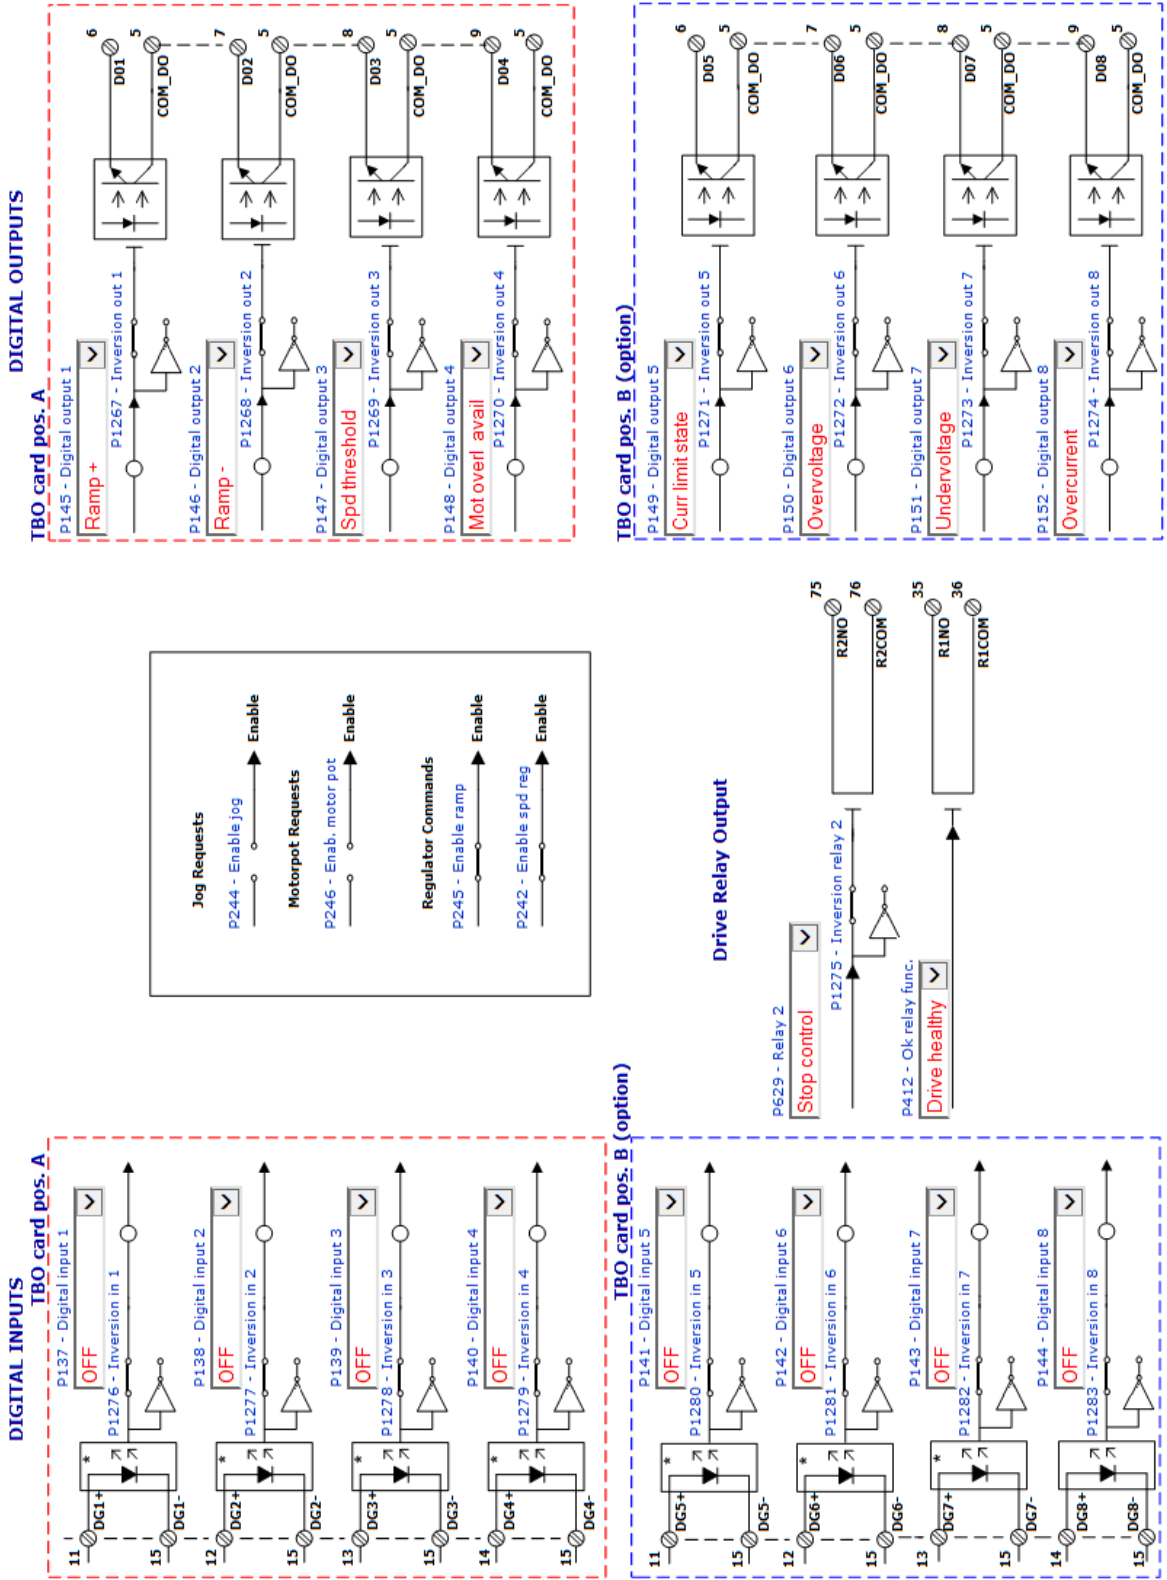 DIGITAL INPUTS
TBO card pos. A
P137 - Digital input 1
OFF
P1276 - Inversion in 1
*
11
DG1+
15
DG1-
P138 - Digital input 2
OFF
P1277 - Inversion in 2
*
12
DG2+
15
DG2-
P139 - Digital input 3
OFF
P1278 - Inversion in 3
*
13
DG3+
15
DG3-
P140 - Digital input 4
OFF
P1279 - Inversion in 4
*
14
DG4+
15
DG4-
TBO card pos. B (option)
P141 - Digital input 5
OFF
P1280 - Inversion in 5
*
11
DG5+
15
DG5-
P142 - Digital input 6
OFF
P1281 - Inversion in 6
*
12
DG6+
15
DG6-
P143 - Digital input 7
OFF
P1282 - Inversion in 7
*
13
DG7+
15
DG7-
P144 - Digital input 8
OFF
P1283 - Inversion in 8
*
14
DG8+
15
DG8-
Jog Requests
P244 - Enable jog
Enable
Motorpot Requests
P246 - Enab. motor pot
Enable
Regulator Commands
P245 - Enable ramp
Enable
P242 - Enable spd reg
Enable
Drive Relay Output
P629 - Relay 2
Stop control
P1275 - Inversion relay 2
75
R2NO
76
R2COM
P412 - Ok relay func.
Drive healthy
35
R1NO
36
R1COM
DIGITAL OUTPUTS
TBO card pos. A
P145 - Digital output 1
Ramp +
P1267 - Inversion out 1
6
D01
5
COM_DO
P146 - Digital output 2
Ramp -
P1268 - Inversion out 2
7
D02
5
COM_DO
P147 - Digital output 3
Spd threshold
P1269 - Inversion out 3
8
D03
5
COM_DO
P148 - Digital output 4
Mot overl avail
P1270 - Inversion out 4
9
D04
5
COM_DO
TBO card pos. B (option)
P149 - Digital output 5
Curr limit state
P1271 - Inversion out 5
6
D05
5
COM_DO
P150 - Digital output 6
Overvoltage
P1272 - Inversion out 6
7
D06
5
COM_DO
P151 - Digital output 7
Undervoltage
P1273 - Inversion out 7
8
D07
5
COM_DO
P152 - Digital output 8
Overcurrent
P1274 - Inversion out 8
9
D08
5
COM_DO